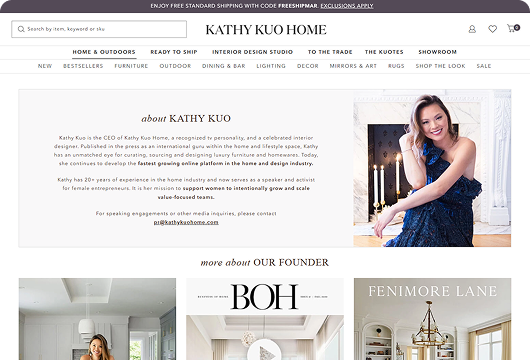 ENJOY FREE STANDARD SHIPPING WITH CODE FREESHIPMAR. EXCLUSIONS APPLY
Search by item, keyword or sku
KATHY KUO HOME
0
HOME & OUTDOORS READY TO SHIP INTERIOR DESIGN STUDIO TO THE TRADE THE KUOTES SHOWROOM
NEW BESTSELLERS FURNITURE OUTDOOR DINING & BAR LIGHTING DECOR MIRRORS & ART RUGS SHOP THE LOOK SALE
about KATHY KUO
Kathy Kuo is the CEO of Kathy Kuo Home, a recognized tv personality, and a celebrated interior
designer. Published in the press as an international guru within the home and lifestyle space, Kathy
has an unmatched eye for curating, sourcing and designing luxury furniture and homewares. Today,
she continues to develop the fastest growing online platform in the home and design industry.
Kathy has 20+ years of experience in the home industry and now serves as a speaker and activist
for female entrepreneurs. It is her mission to support women to intentionally grow and scale
value-focused teams.
For speaking engagements or other media inquiries, please contact
pr@kathykuohome.com
more about OUR FOUNDER
BOH
FENIMORE LANE